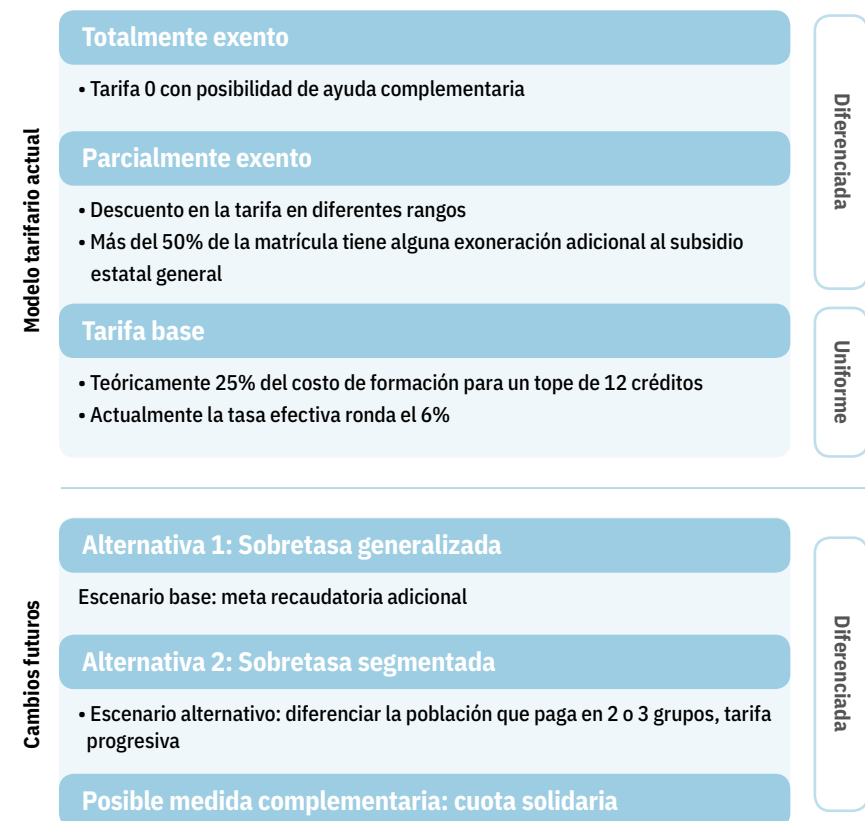 Modelo tarifario actual
Totalmente exento
• Tarifa 0 con posibilidad de ayuda complementaria
Parcialmente exento
• Descuento en la tarifa en diferentes rangos
• Más del 50% de la matrícula tiene alguna exoneración adicional al subsidio
estatal general
Diferenciada
Tarifa base
• Teóricamente 25% del costo de formación para un tope de 12 créditos
• Actualmente la tasa efectiva ronda el 6%
Uniforme
Cambios futuros
Alternativa 1: Sobretasa generalizada
Escenario base: meta recaudatoria adicional
Alternativa 2: Sobretasa segmentada
• Escenario alternativo: diferenciar la población que paga en 2 o 3 grupos, tarifa
progresiva
Posible medida complementaria: cuota solidaria
Diferenciada